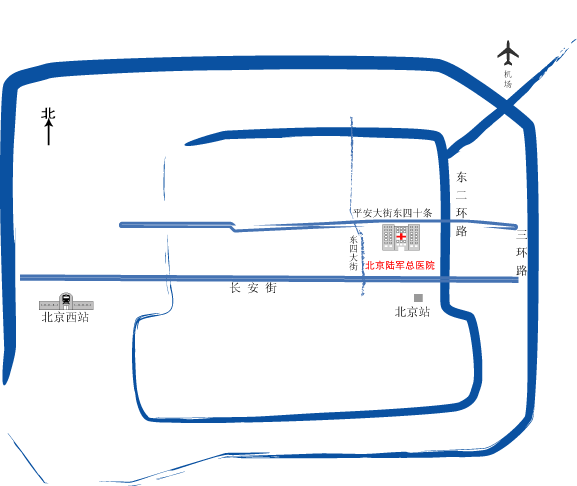 机场
北
东二环路
平安大街东四十条
三环路
东四大街
北京陆军总医院
长安街
北京西站
北京站